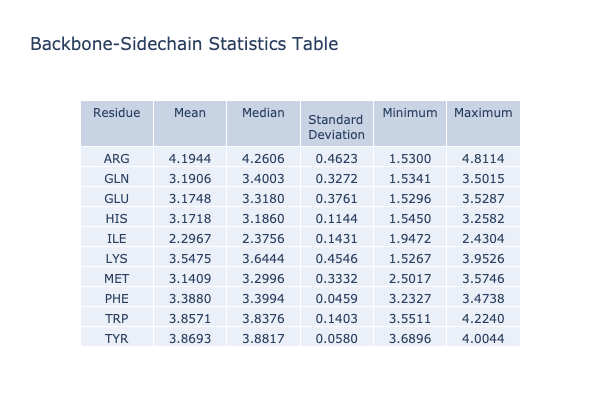 Backbone-Sidechain Statistics Table
Residue Mean Median Standard Deviation Minimum Maximum
ARG 4.1944 4.2606 0.4623 1.5300 4.8114
GLN 3.1906 3.4003 0.3272 1.5341 3.5015
GLU 3.1748 3.3180 0.3761 1.5296 3.5287
HIS 3.1718 3.1860 0.1144 1.5450 3.2582
ILE 2.2967 2.3756 0.1431 1.9472 2.4304
LYS 3.5475 3.6444 0.4546 1.5267 3.9526
MET 3.1409 3.2996 0.3332 2.5017 3.5746
PHE 3.3880 3.3994 0.0459 3.2327 3.4738
TRP 3.8571 3.8376 0.1403 3.5511 4.2240
TYR 3.8693 3.8817 0.0580 3.6896 4.0044